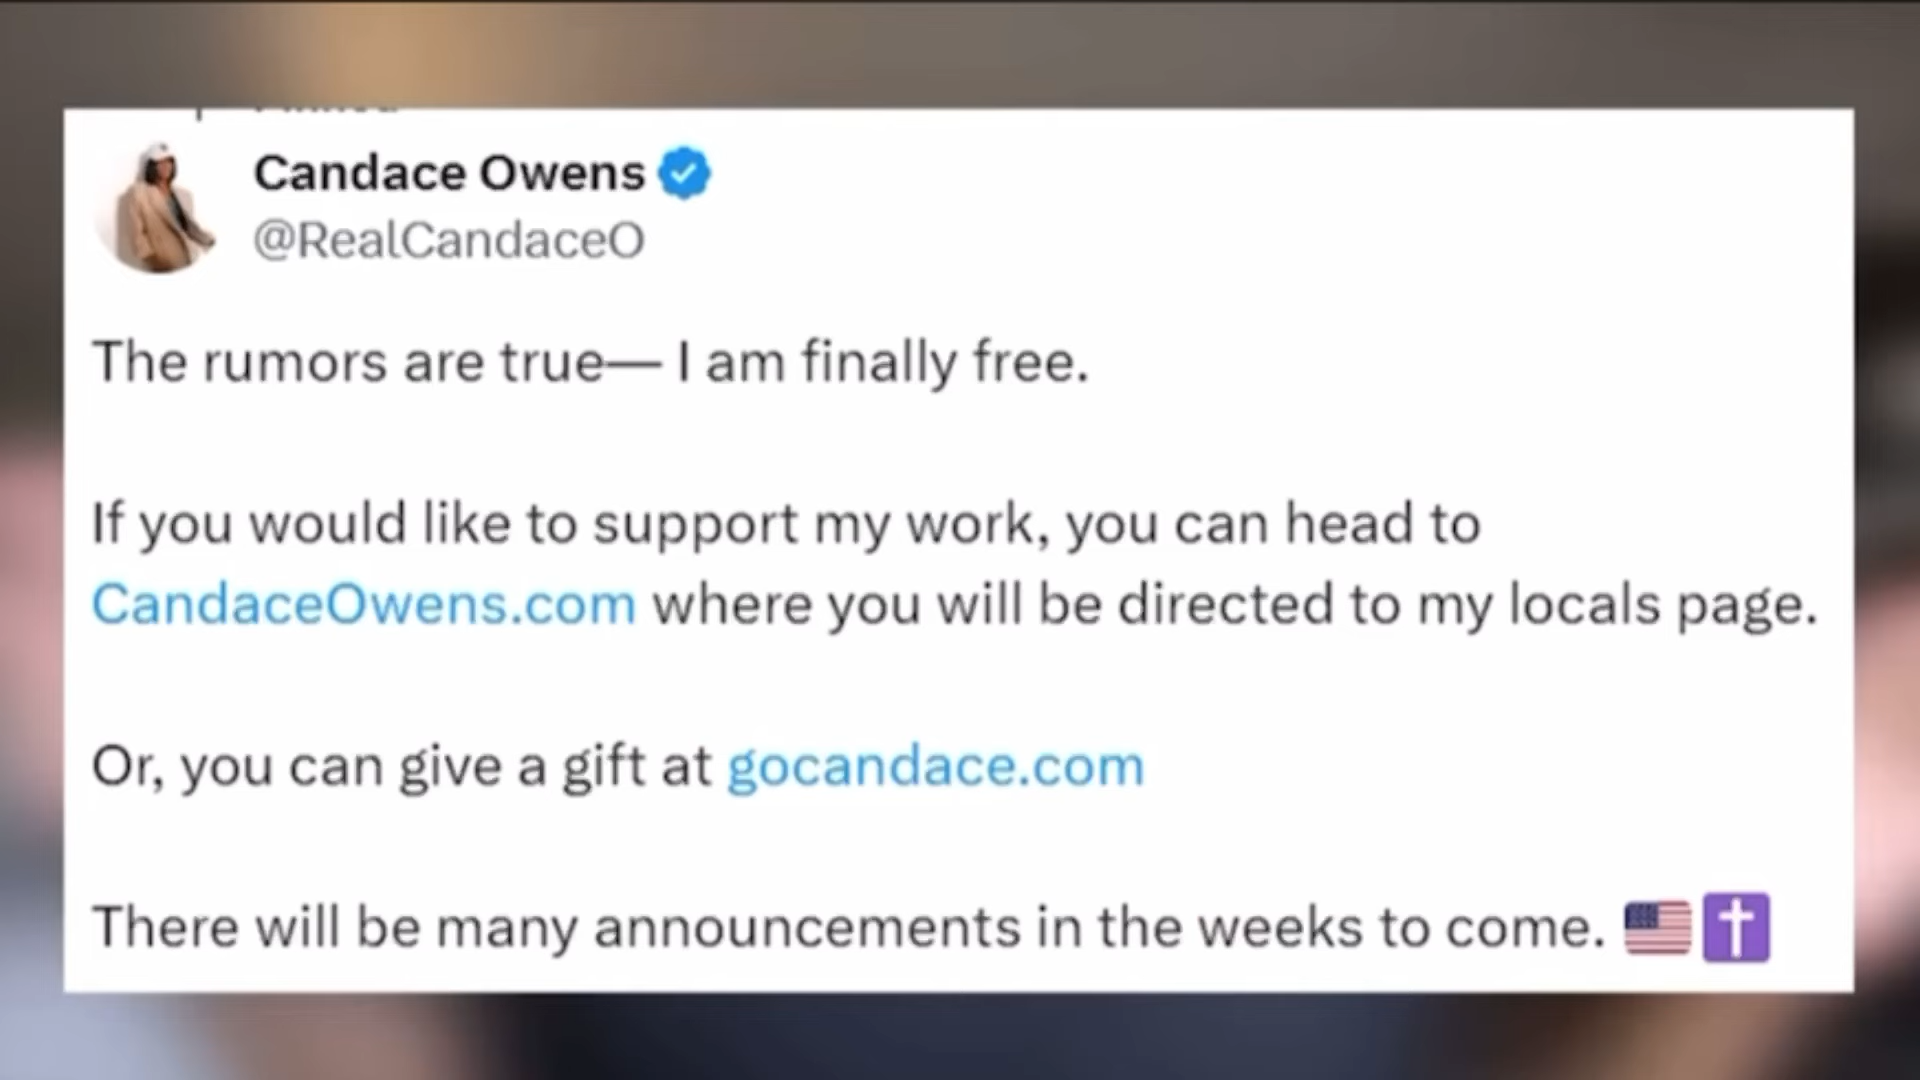 Candace Owens
@RealCandaceO
The rumors are true— I am finally free.
If you would like to support my work, you can head to
CandaceOwens.com where you will be directed to my locals page.
Or, you can give a gift at gocandace.com
There will be many announcements in the weeks to come. 🇺🇸✝️